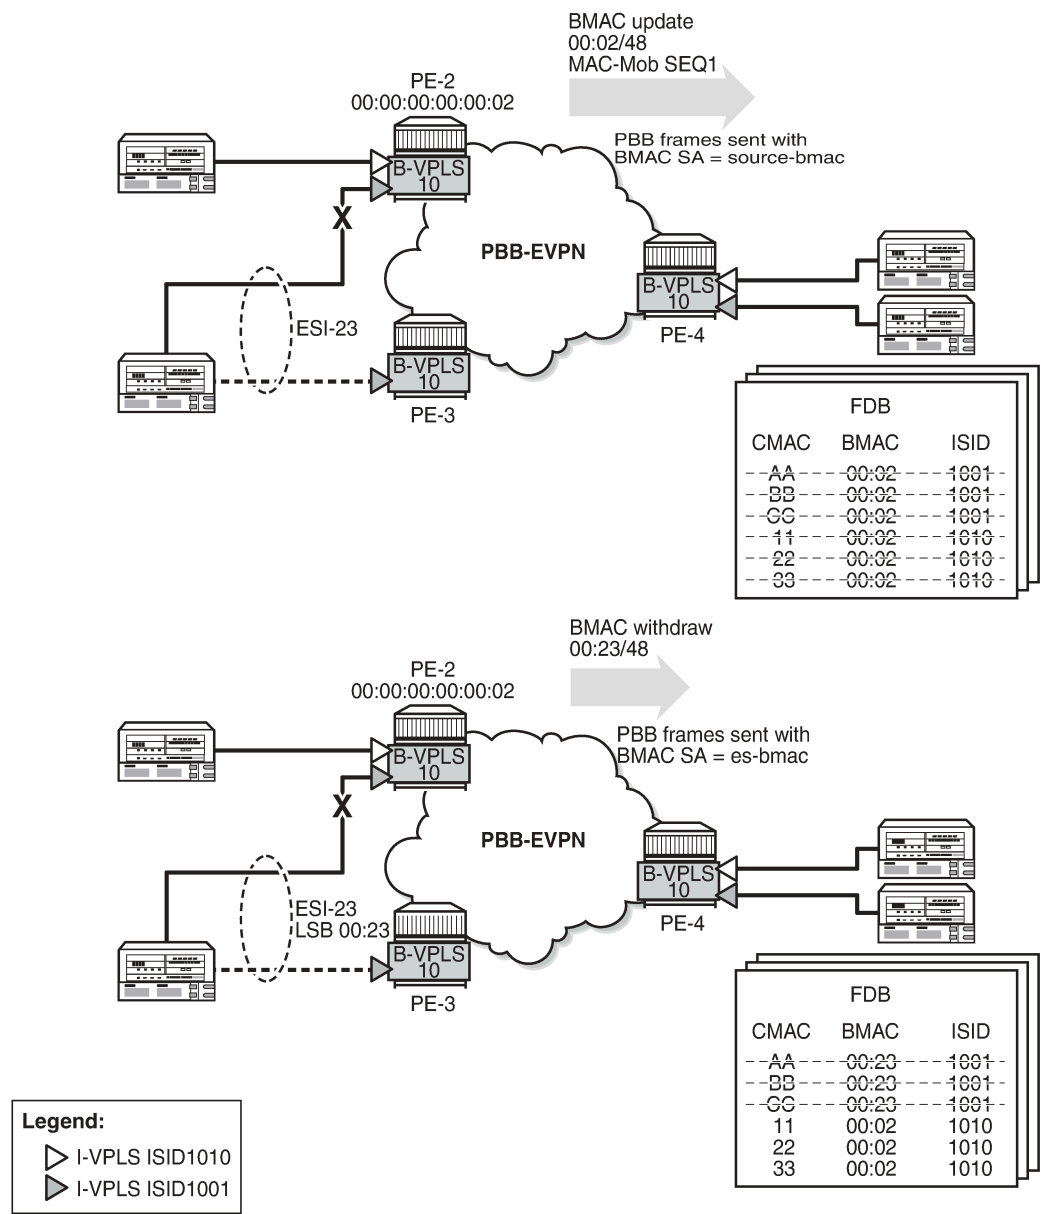 BMAC update
00:02/48
MAC-Mob SEQ1
PE-2
00:00:00:00:00:02
PBB frames sent with
BMAC SA = source-bmac
B-VPLS
10
X
PBB-EVPN
B-VPLS
10
PE-4
ESI-23
B-VPLS
10
PE-3
FDB
CMAC BMAC ISID
AA 00:02 1001
BB 00:02 1001
CC 00:02 1001
11 00:02 1010
22 00:02 1010
33 00:02 1010
BMAC withdraw
00:23/48
PE-2
00:00:00:00:00:02
PBB frames sent with
BMAC SA = es-bmac
B-VPLS
10
X
PBB-EVPN
B-VPLS
10
PE-4
ESI-23
LSB 00:23
B-VPLS
10
PE-3
FDB
CMAC BMAC ISID
AA 00:23 1001
BB 00:23 1001
CC 00:23 1001
11 00:02 1010
22 00:02 1010
33 00:02 1010
Legend:
I-VPLS ISID1010
I-VPLS ISID1001